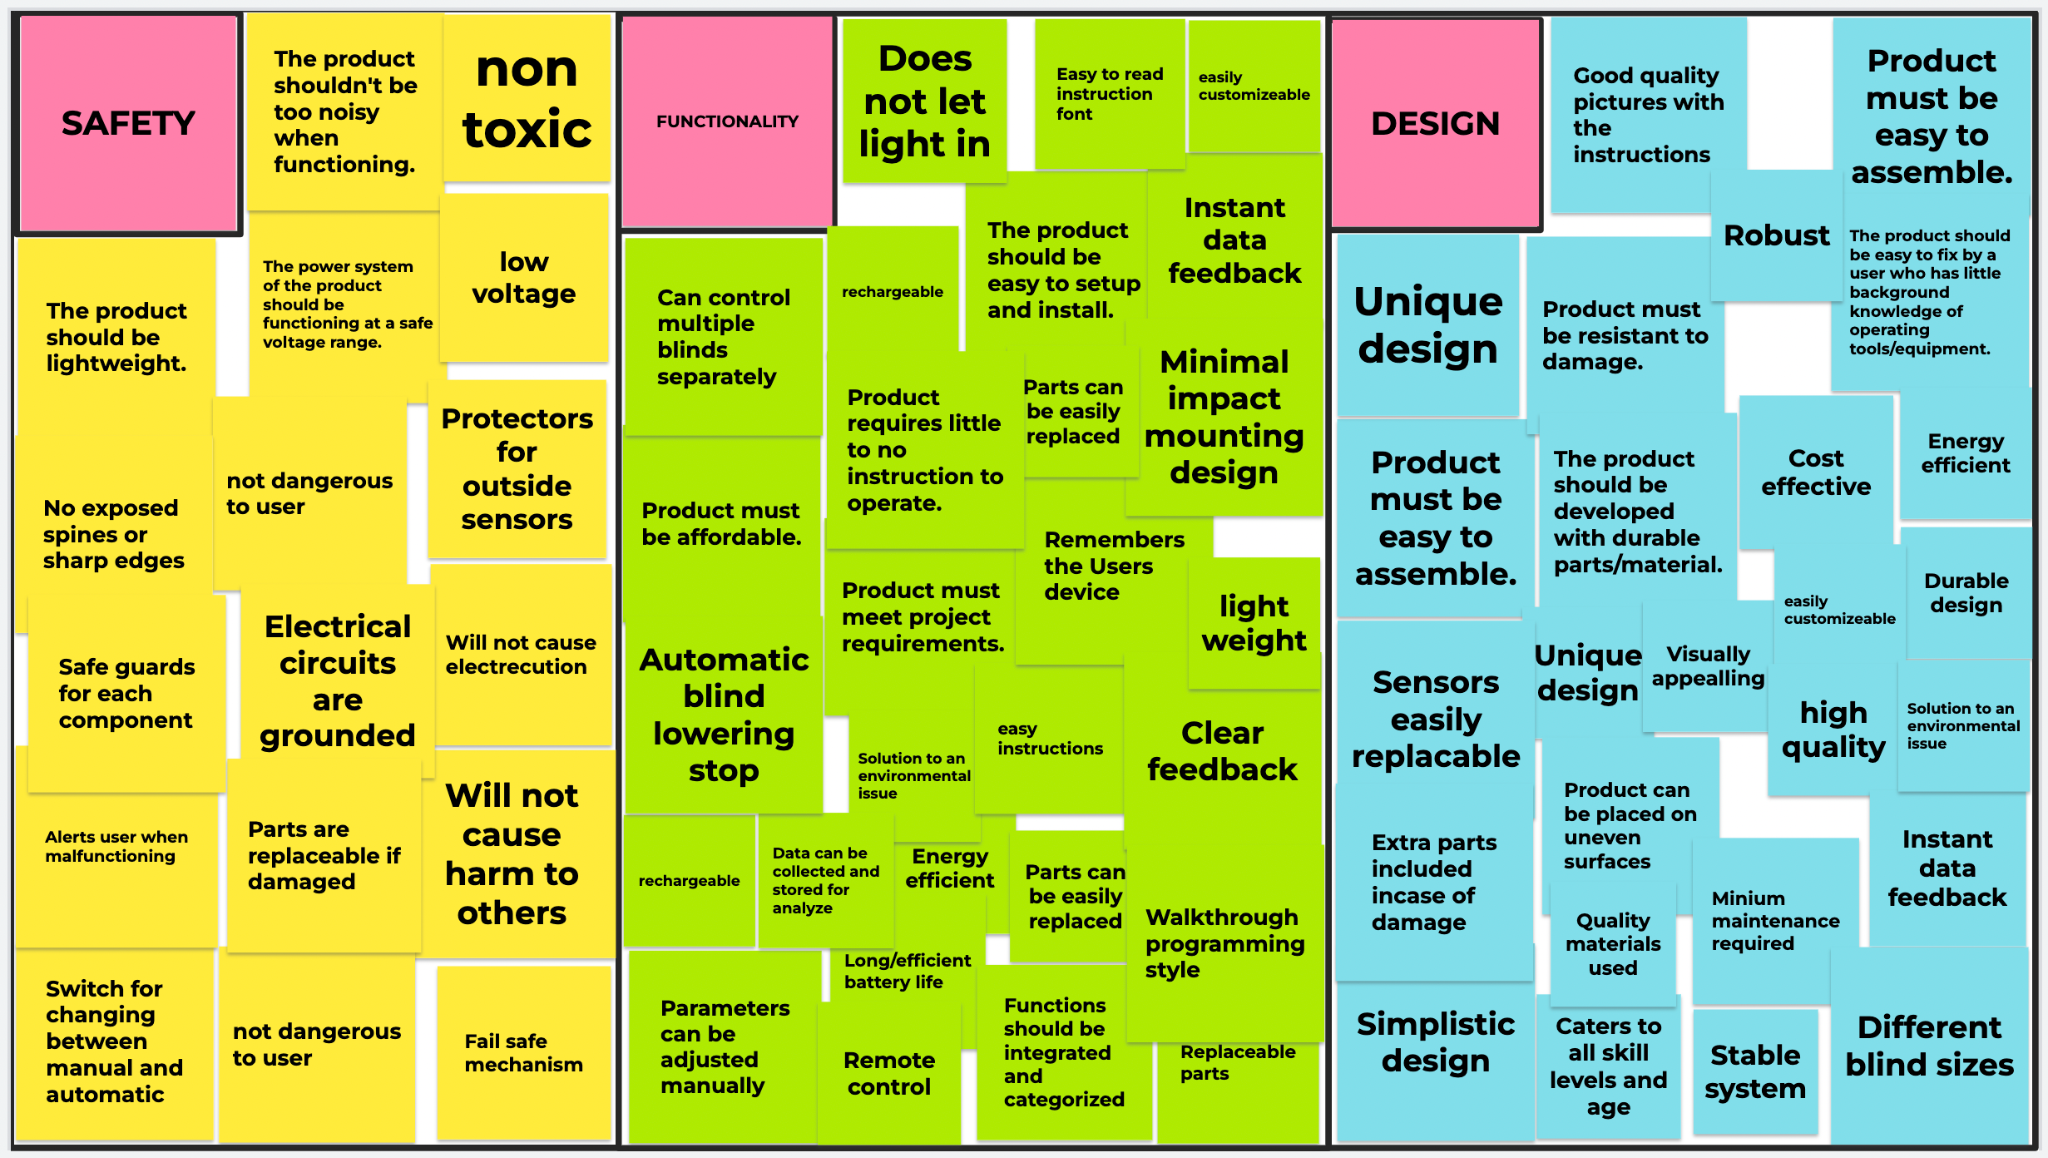 SAFETY
The product
shouldn't be
too noisy
when
functioning.
non
toxic
The product
should be
lightweight.
The power system
of the product
should be
functioning at a safe
voltage range.
low
voltage
No exposed
spines or
sharp edges
not dangerous
to user
Protectors
for
outside
sensors
Safe guards
for each
component
Electrical
circuits
are
grounded
Will not cause
electrecution
Alerts user when
malfunctioning
Parts are
replaceable if
damaged
Will not
cause
harm to
others
Switch for
changing
between
manual and
automatic
not dangerous
to user
Fail safe
mechanism
FUNCTIONALITY
Does
not let
light in
Easy to read
instruction
font
easily
customizeable
Can control
multiple
blinds
separately
rechargeable
The product
should be
easy to setup
and install.
Instant
data
feedback
Product
requires little
to no
instruction to
operate.
Parts can
be easily
replaced
Minimal
impact
mounting
design
Product must
be affordable.
Product must
meet project
requirements.
Remembers
the Users
device
light
weight
Automatic
blind
lowering
stop
Solution to an
environmental
issue
easy
instructions
Clear
feedback
rechargeable
Data can be
collected and
stored for
analyze
Energy
efficient
Parts can
be easily
replaced
Walkthrough
programming
style
Parameters
can be
adjusted
manually
Long/efficient
battery life
Remote
control
Functions
should be
integrated
and
categorized
Replaceable
parts
DESIGN
Good quality
pictures with
the
instructions
Product
must be
easy to
assemble.
Robust
Unique
design
Product must
be resistant to
damage.
The product should
be easy to fix by a
user who has little
background
knowledge of
operating
tools/equipment.
Product
must be
easy to
assemble.
The product
should be
developed
with durable
parts/material.
Cost
effective
Energy
efficient
easily
customizeable
Durable
design
Sensors
easily
replacable
Unique
design
Visually
appealling
high
quality
Solution to an
environmental
issue
Extra parts
included
incase of
damage
Product can
be placed on
uneven
surfaces
Quality
materials
used
Minium
maintenance
required
Instant
data
feedback
Simplistic
design
Caters to
all skill
levels and
age
Stable
system
Different
blind sizes